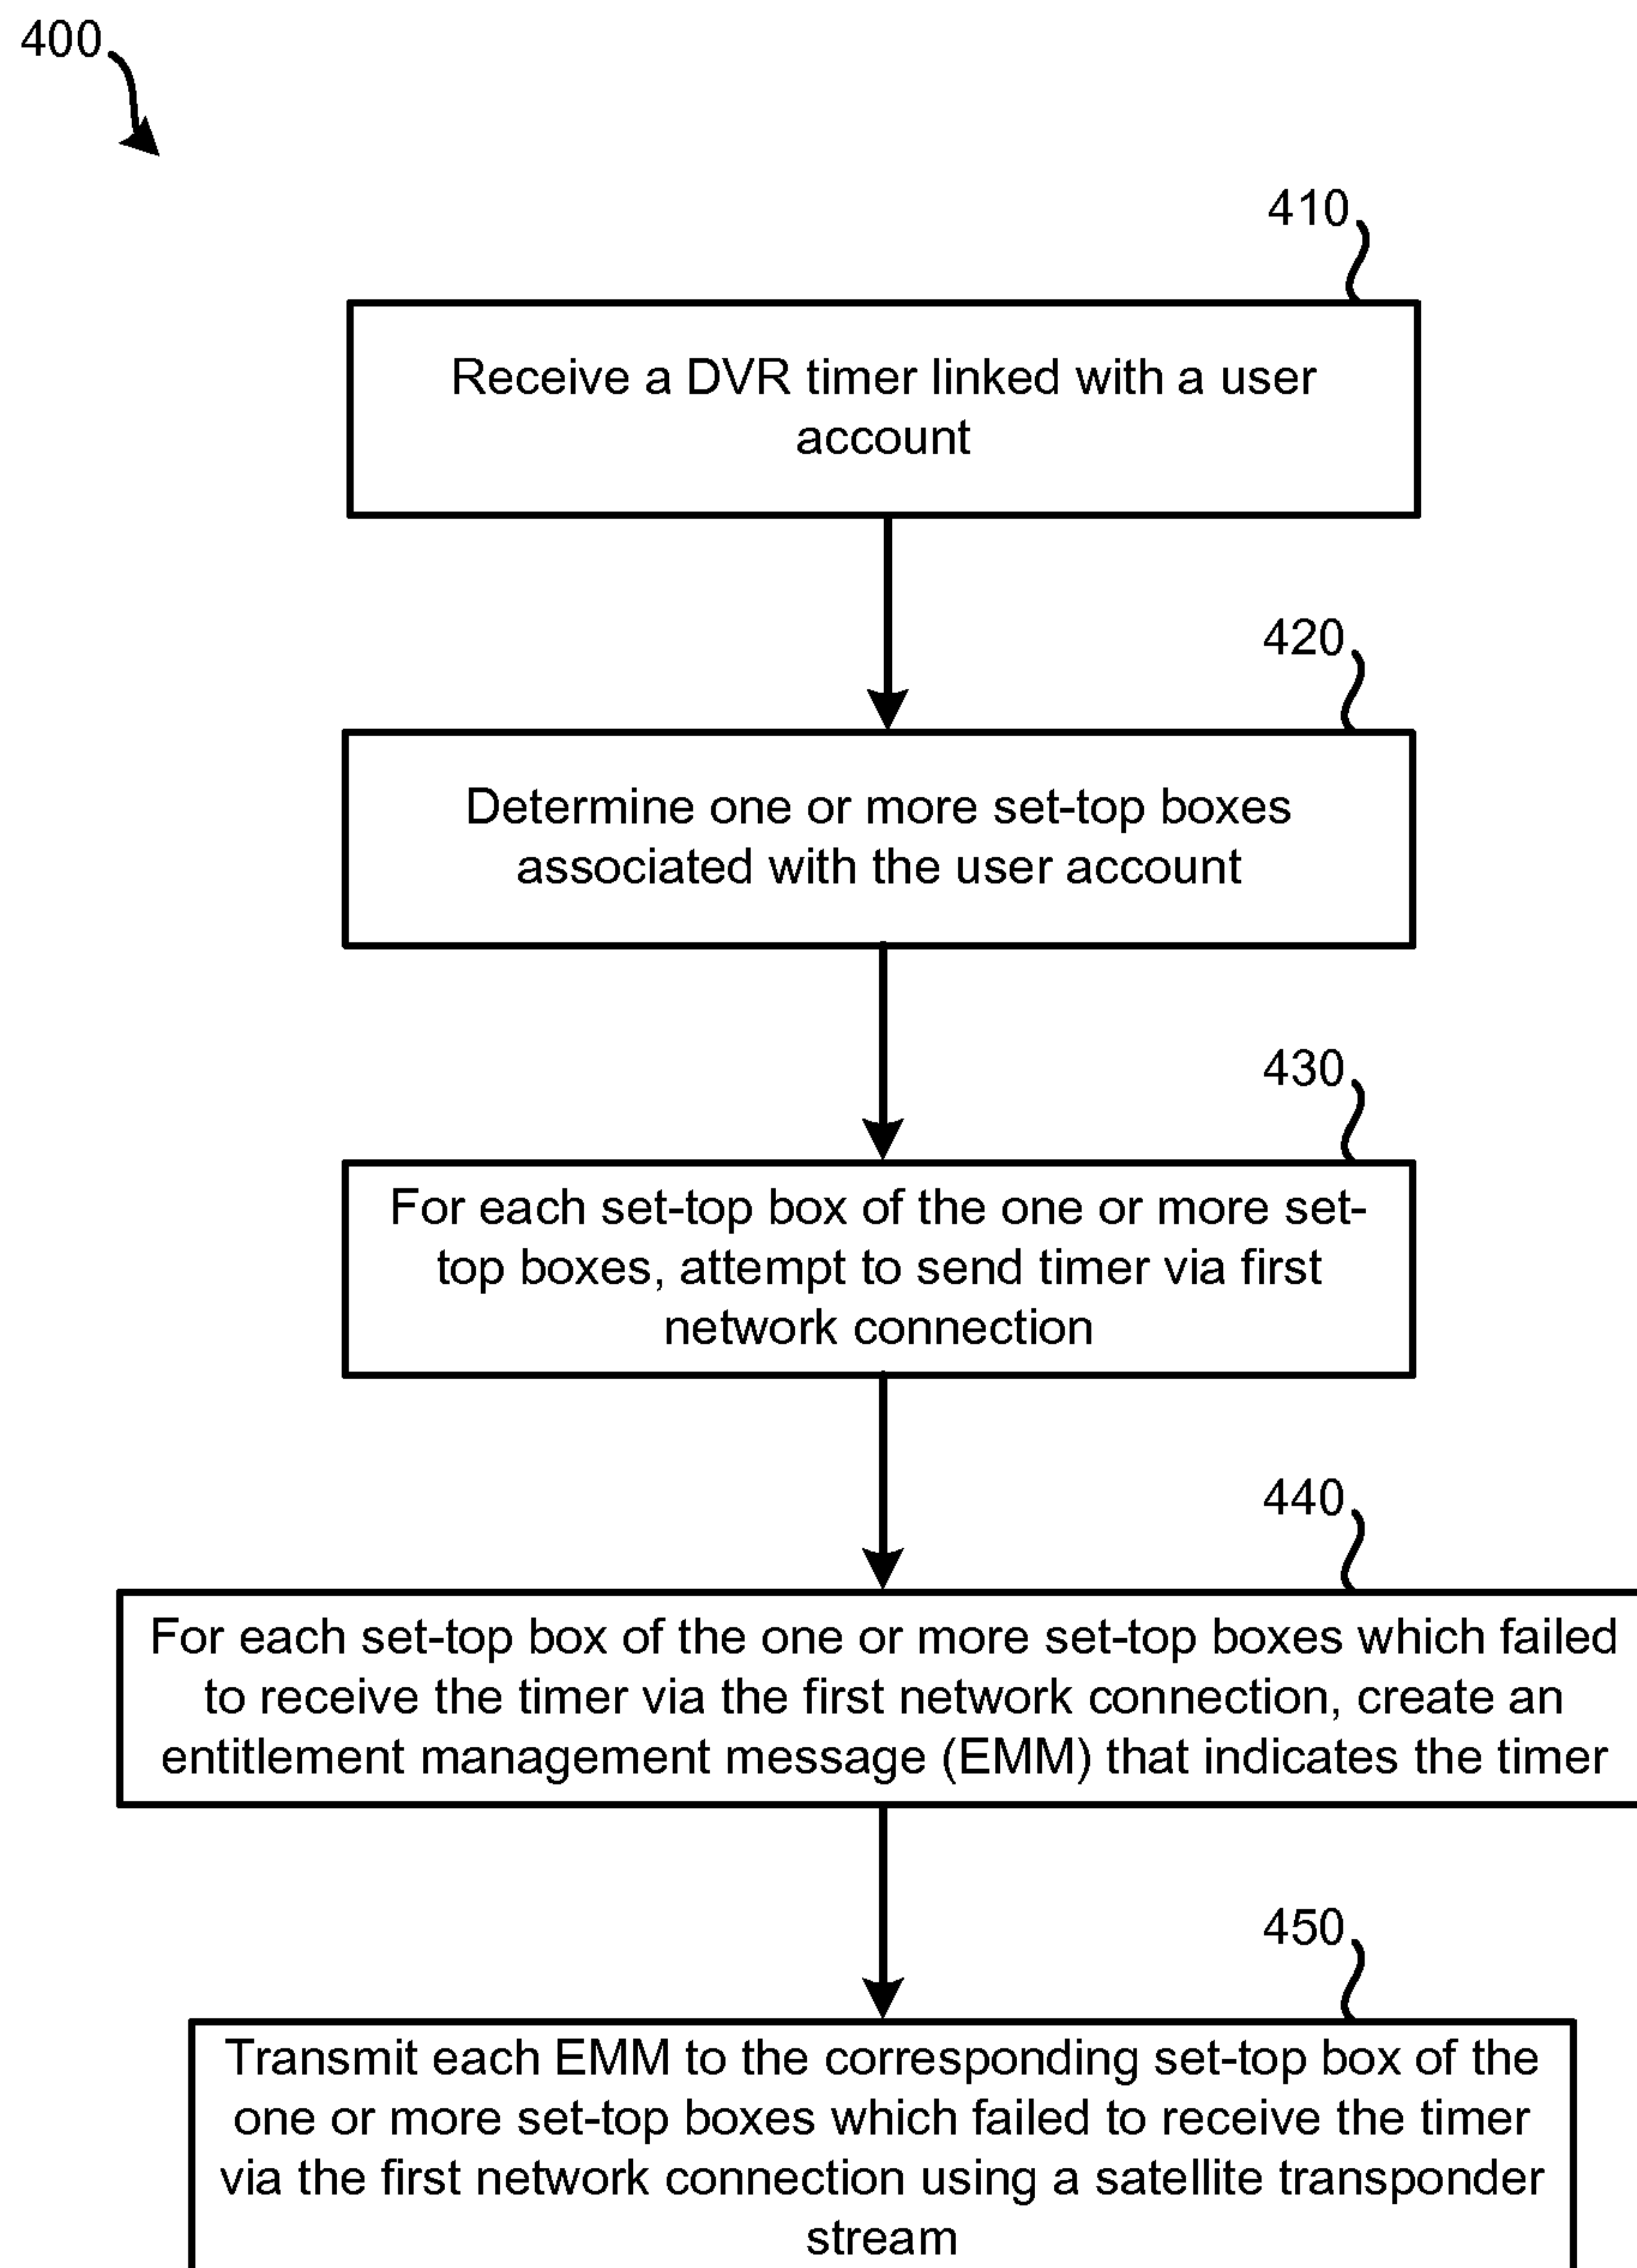 400
410
Receive a DVR timer linked with a user
account
420
Determine one or more set-top boxes
associated with the user account
430
For each set-top box of the one or more set-
top boxes, attempt to send timer via first
network connection
440
For each set-top box of the one or more set-top boxes which failed
to receive the timer via the first network connection, create an
entitlement management message (EMM) that indicates the timer
450
Transmit each EMM to the corresponding set-top box of the
one or more set-top boxes which failed to receive the timer
via the first network connection using a satellite transponder
stream